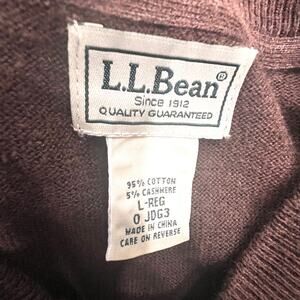 L.L.Bean®
Since 1912
QUALITY GUARANTEED
95% COTTON
5% CASHMERE
L-REG
0 JDG3
MADE IN CHINA
CARE ON REVERSE